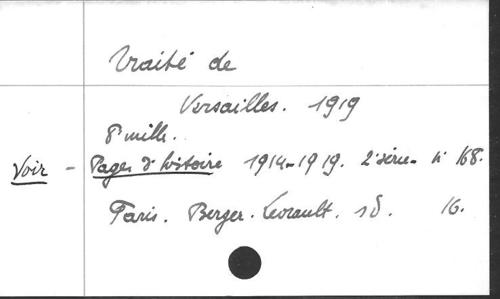 Traité de
Versailles. 1919
8e mille.
Voir - Pages d'histoire 1914-1919. 2e série. n° 168.
Paris. Berger-Levrault. sd. 16.